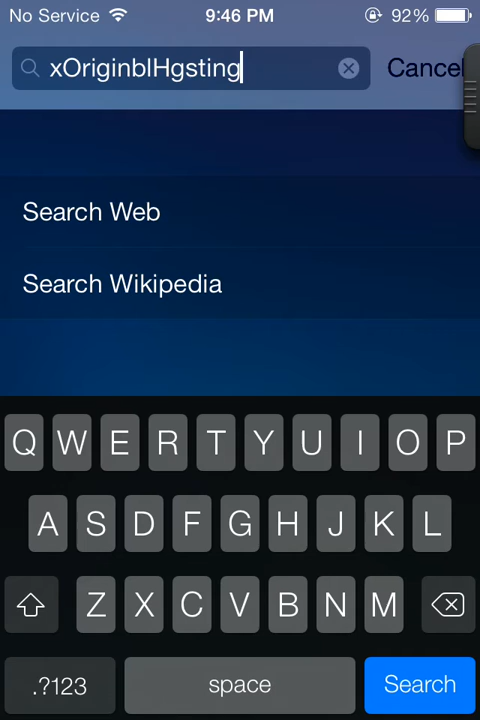 No Service 9:46 PM 92%
xOriginblHgsting Cancel
Search Web
Search Wikipedia
Q W E R T Y U I O P
A S D F G H J K L
Z X C V B N M
.?123 space Search